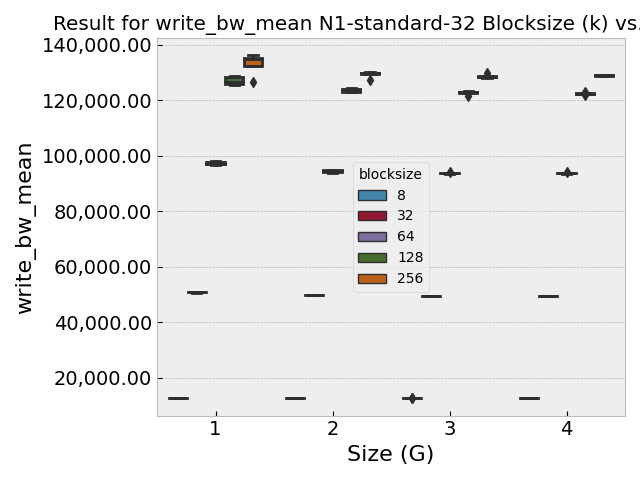 Result for write_bw_mean N1-standard-32 Blocksize (k) vs.
140,000.00
120,000.00
100,000.00
80,000.00
60,000.00
40,000.00
20,000.00
write_bw_mean
blocksize
8
32
64
128
256
1 2 3 4
Size (G)